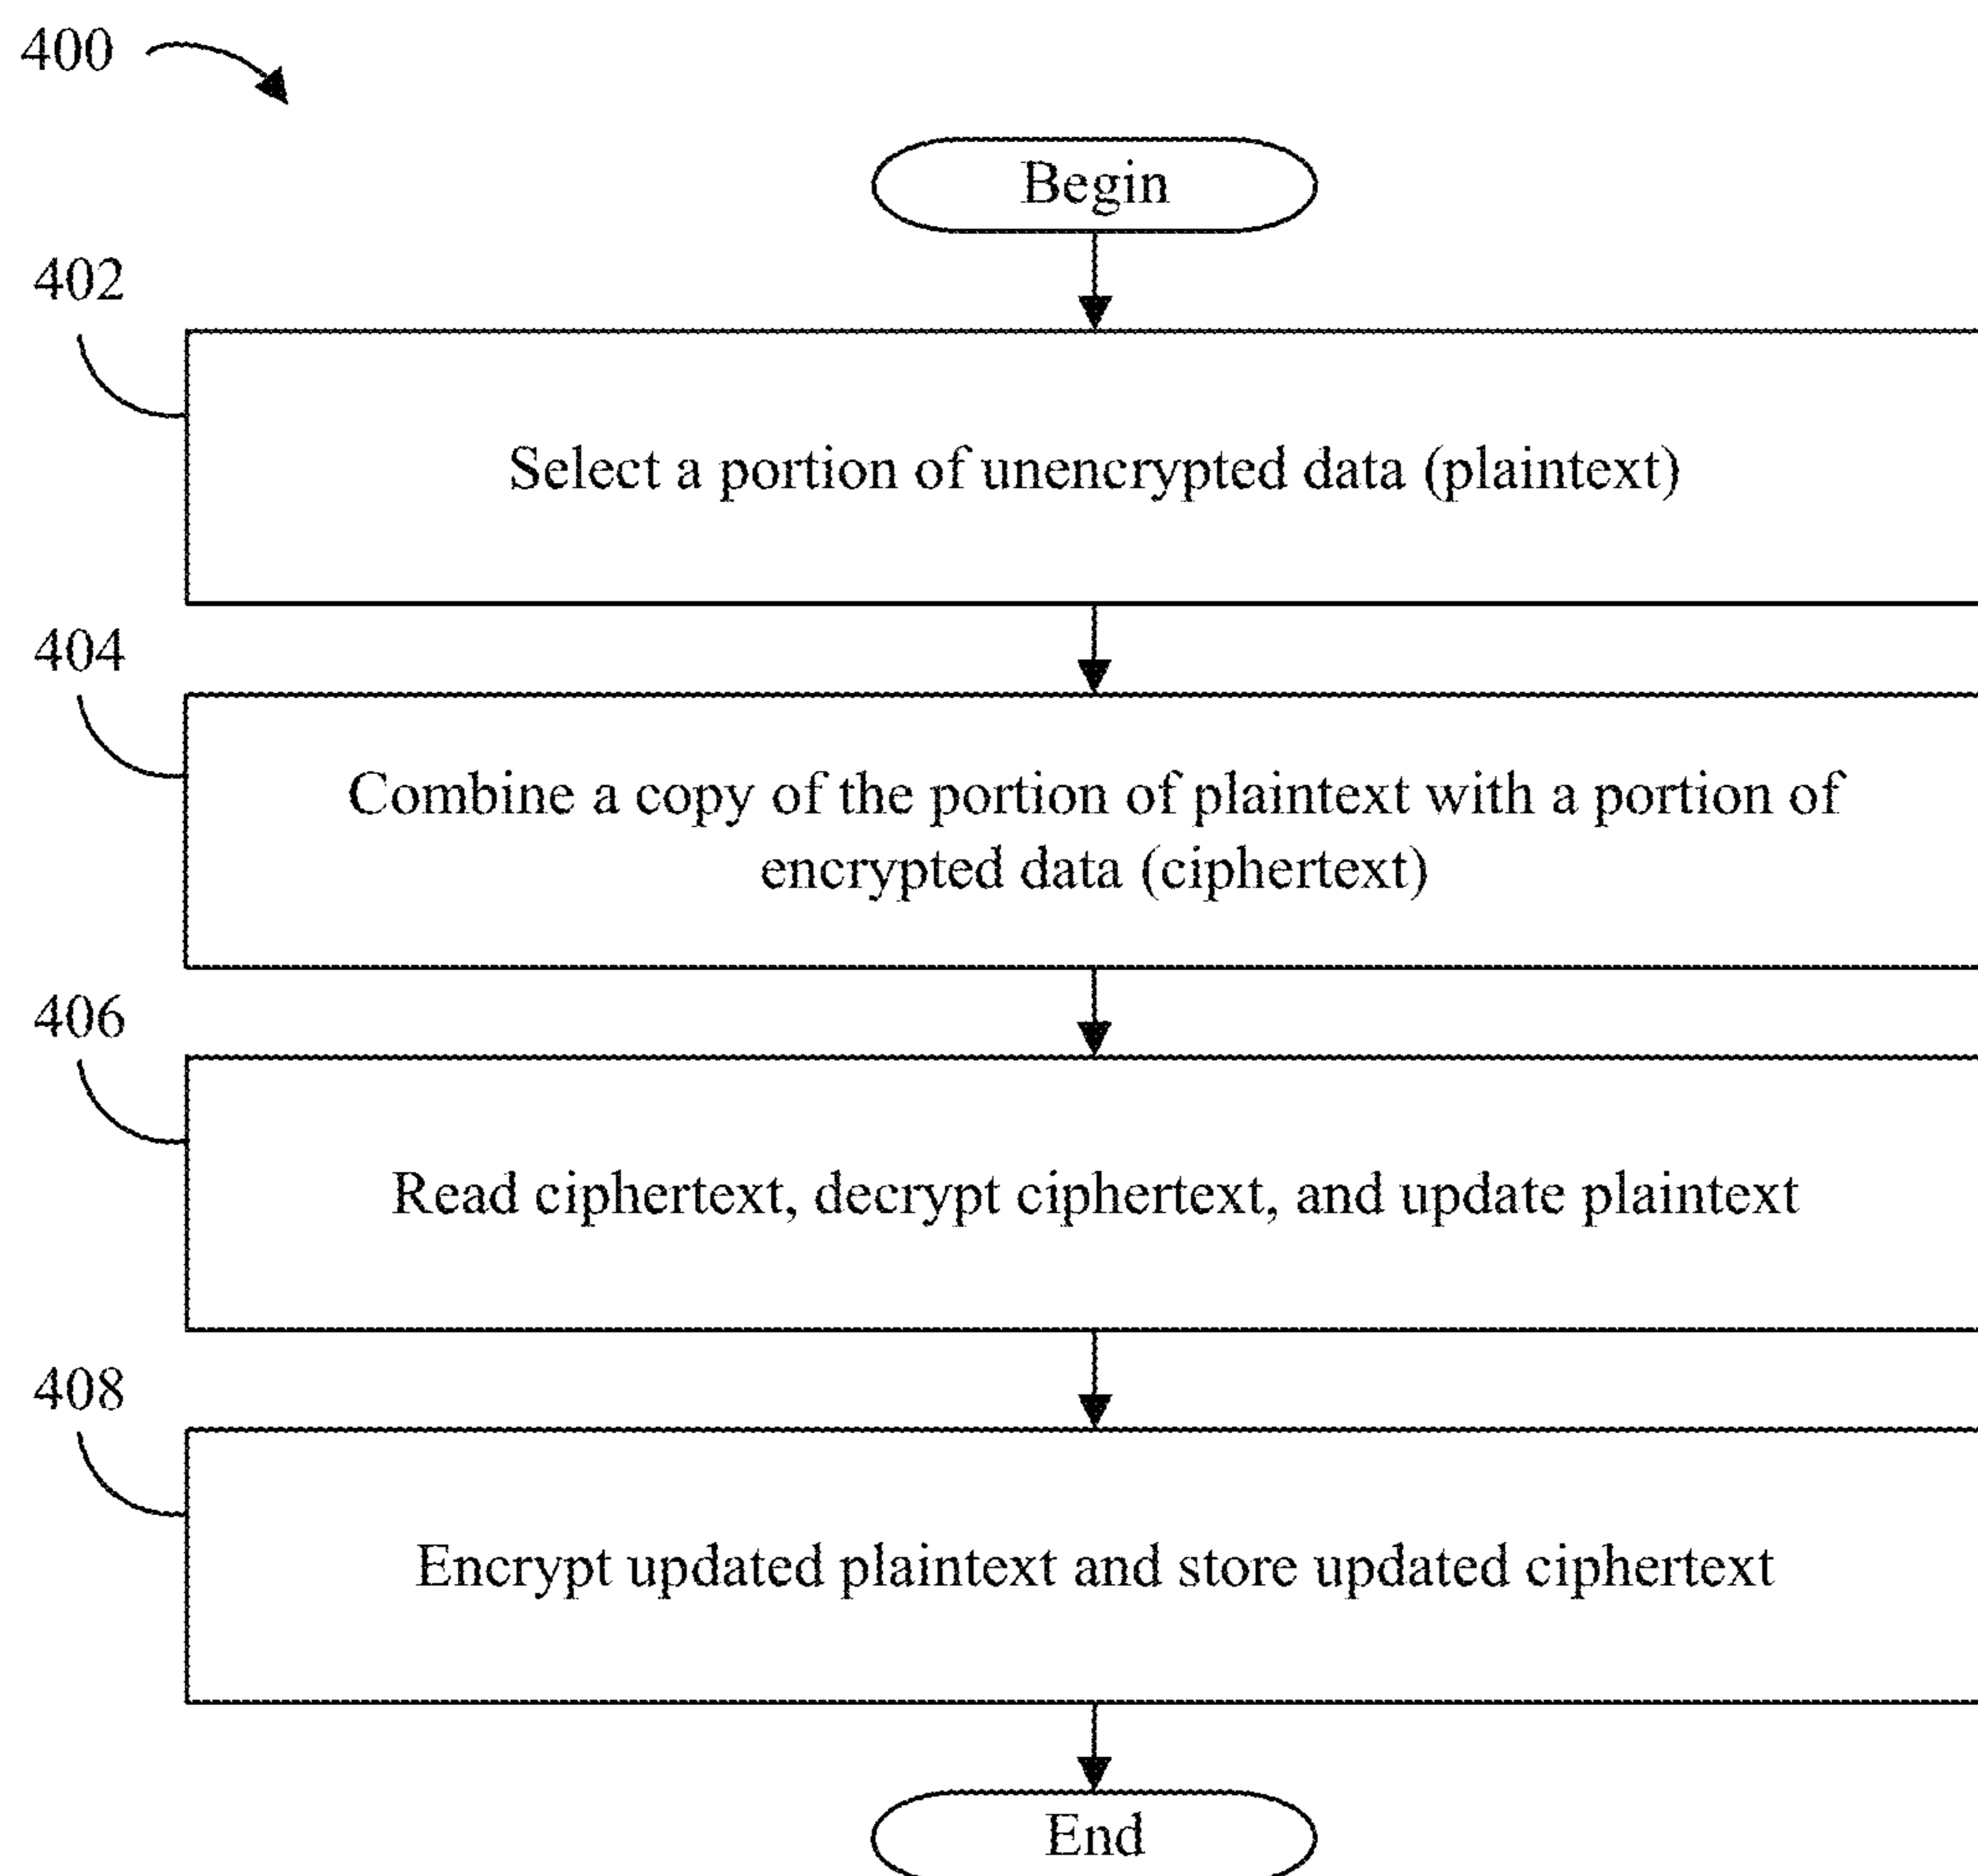 400
Begin
402
Select a portion of unencrypted data (plaintext)
404
Combine a copy of the portion of plaintext with a portion of
encrypted data (ciphertext)
406
Read ciphertext, decrypt ciphertext, and update plaintext
408
Encrypt updated plaintext and store updated ciphertext
End